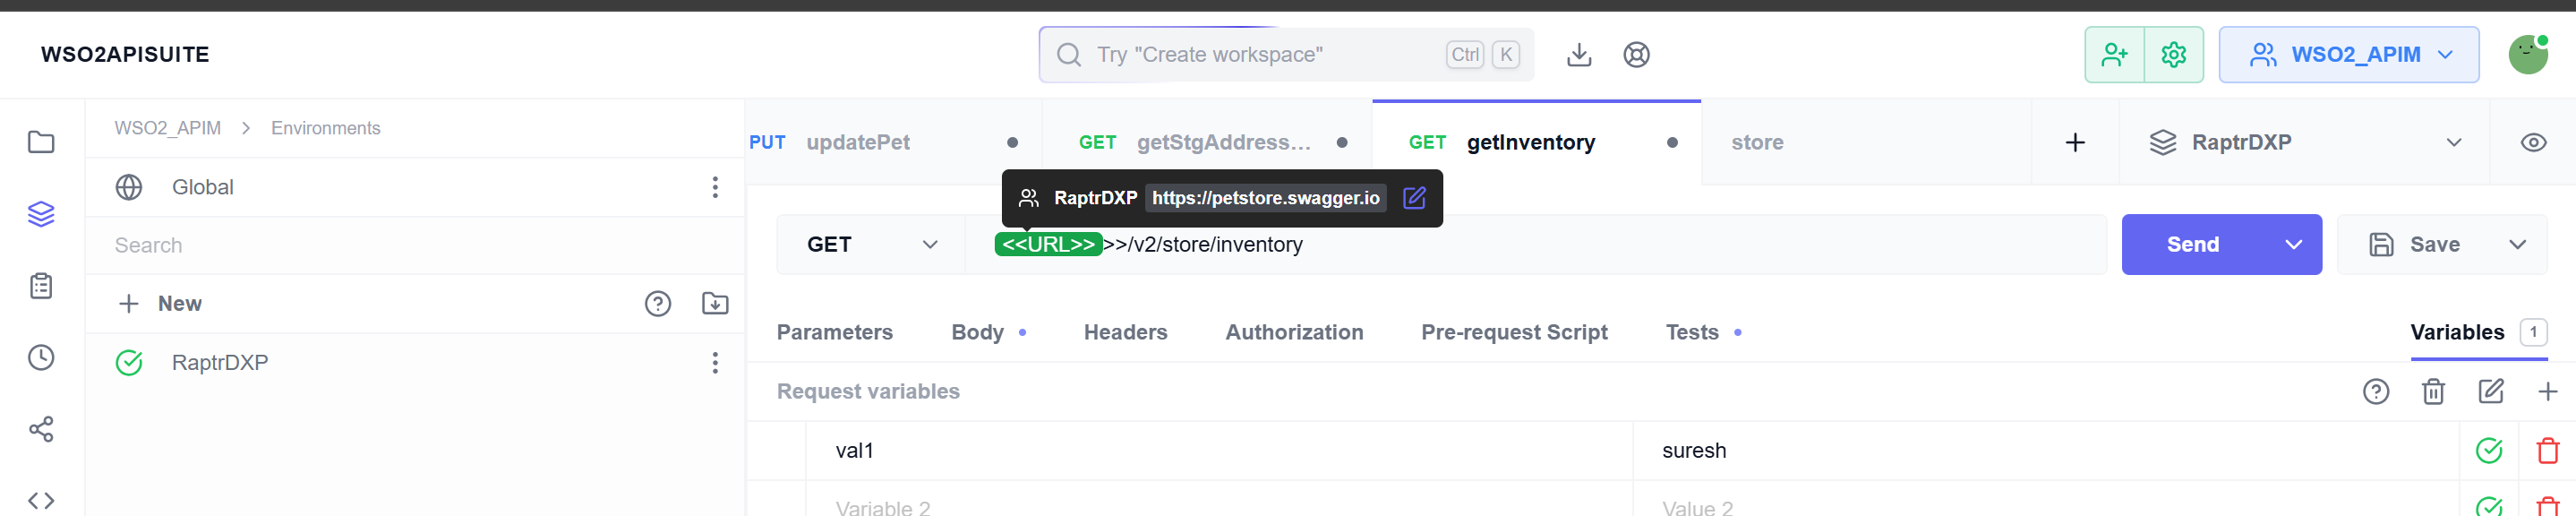 WSO2APISUITE
Try "Create workspace"
Ctrl K
WSO2_APIM
WSO2_APIM > Environments
Global
Search
New
RaptrDXP
PUT updatePet
GET getStgAddress...
GET getInventory
store
RaptrDXP
RaptrDXP https://petstore.swagger.io
GET
<<URL>>>>/v2/store/inventory
Send
Save
Parameters
Body
Headers
Authorization
Pre-request Script
Tests
Variables 1
Request variables
val1 suresh
Variable 2 Value 2